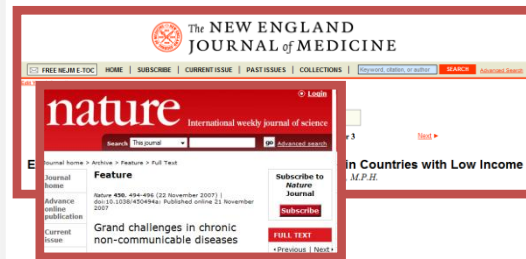 The NEW ENGLAND
JOURNAL of MEDICINE
FREE NEJM E-TOC HOME | SUBSCRIBE | CURRENT ISSUE | PAST ISSUES | COLLECTIONS | Keyword, citation, or author SEARCH Advanced Search
Next
in Countries with Low Income
M.P.H.
nature
International weekly journal of science
Login
Search This journal go Advanced search
Journal home > Archive > Feature > Full Text
Journal home
Advance online publication
Current issue
Feature
Nature 450, 494-496 (22 November 2007) |
doi:10.1038/450494a; Published online 21 November
2007
Grand challenges in chronic
non-communicable diseases
Subscribe to
Nature
Journal
Subscribe
FULL TEXT
Previous | Next